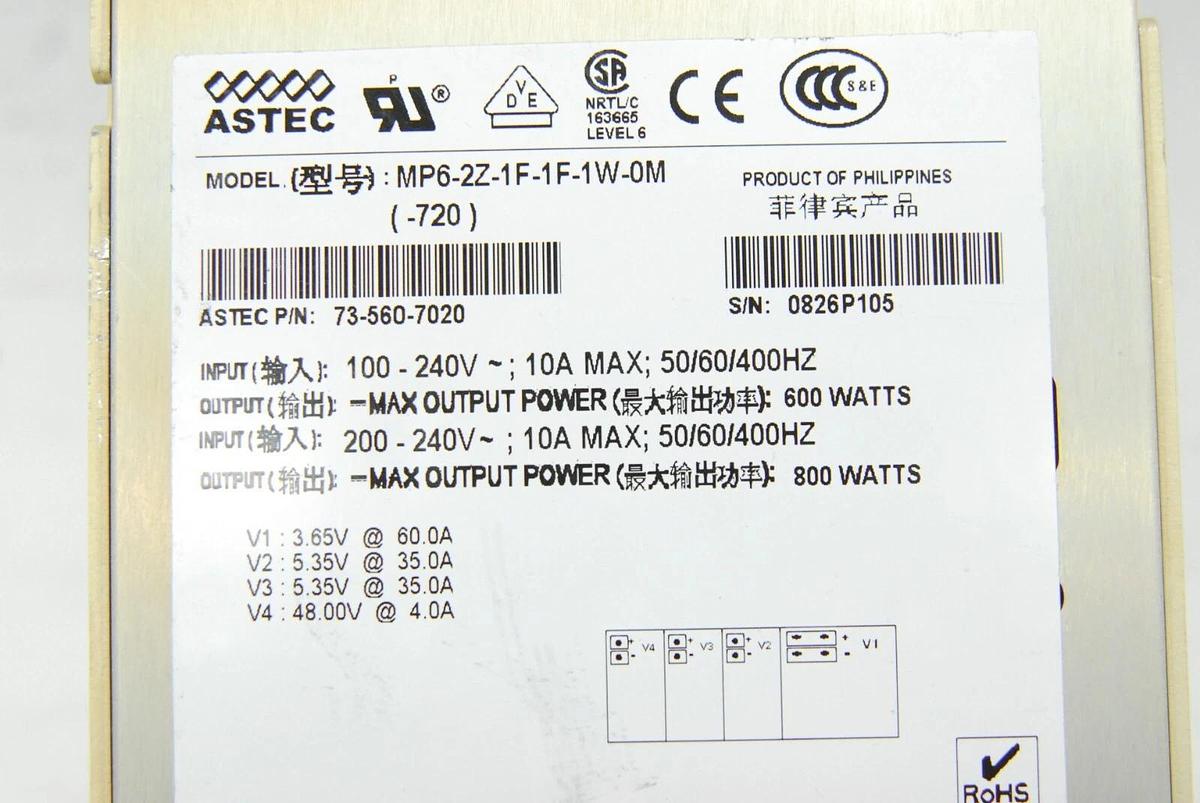 ASTEC
P
RU®
VDE
SA
NRTL/C
163665
LEVEL 6
CE
CCC S&E
MODEL (型号): MP6-2Z-1F-1F-1W-0M
(-720)
PRODUCT OF PHILIPPINES
菲律宾产品
ASTEC P/N: 73-560-7020
S/N: 0826P105
INPUT (输入): 100 - 240V ~ ; 10A MAX; 50/60/400HZ
OUTPUT (输出): ⎓MAX OUTPUT POWER (最大输出功率): 600 WATTS
INPUT (输入): 200 - 240V~ ; 10A MAX; 50/60/400HZ
OUTPUT (输出): ⎓MAX OUTPUT POWER (最大输出功率): 800 WATTS
V1 : 3.65V @ 60.0A
V2 : 5.35V @ 35.0A
V3 : 5.35V @ 35.0A
V4 : 48.00V @ 4.0A
+ - V4 + - V3 + - V2 + - V1
RoHS